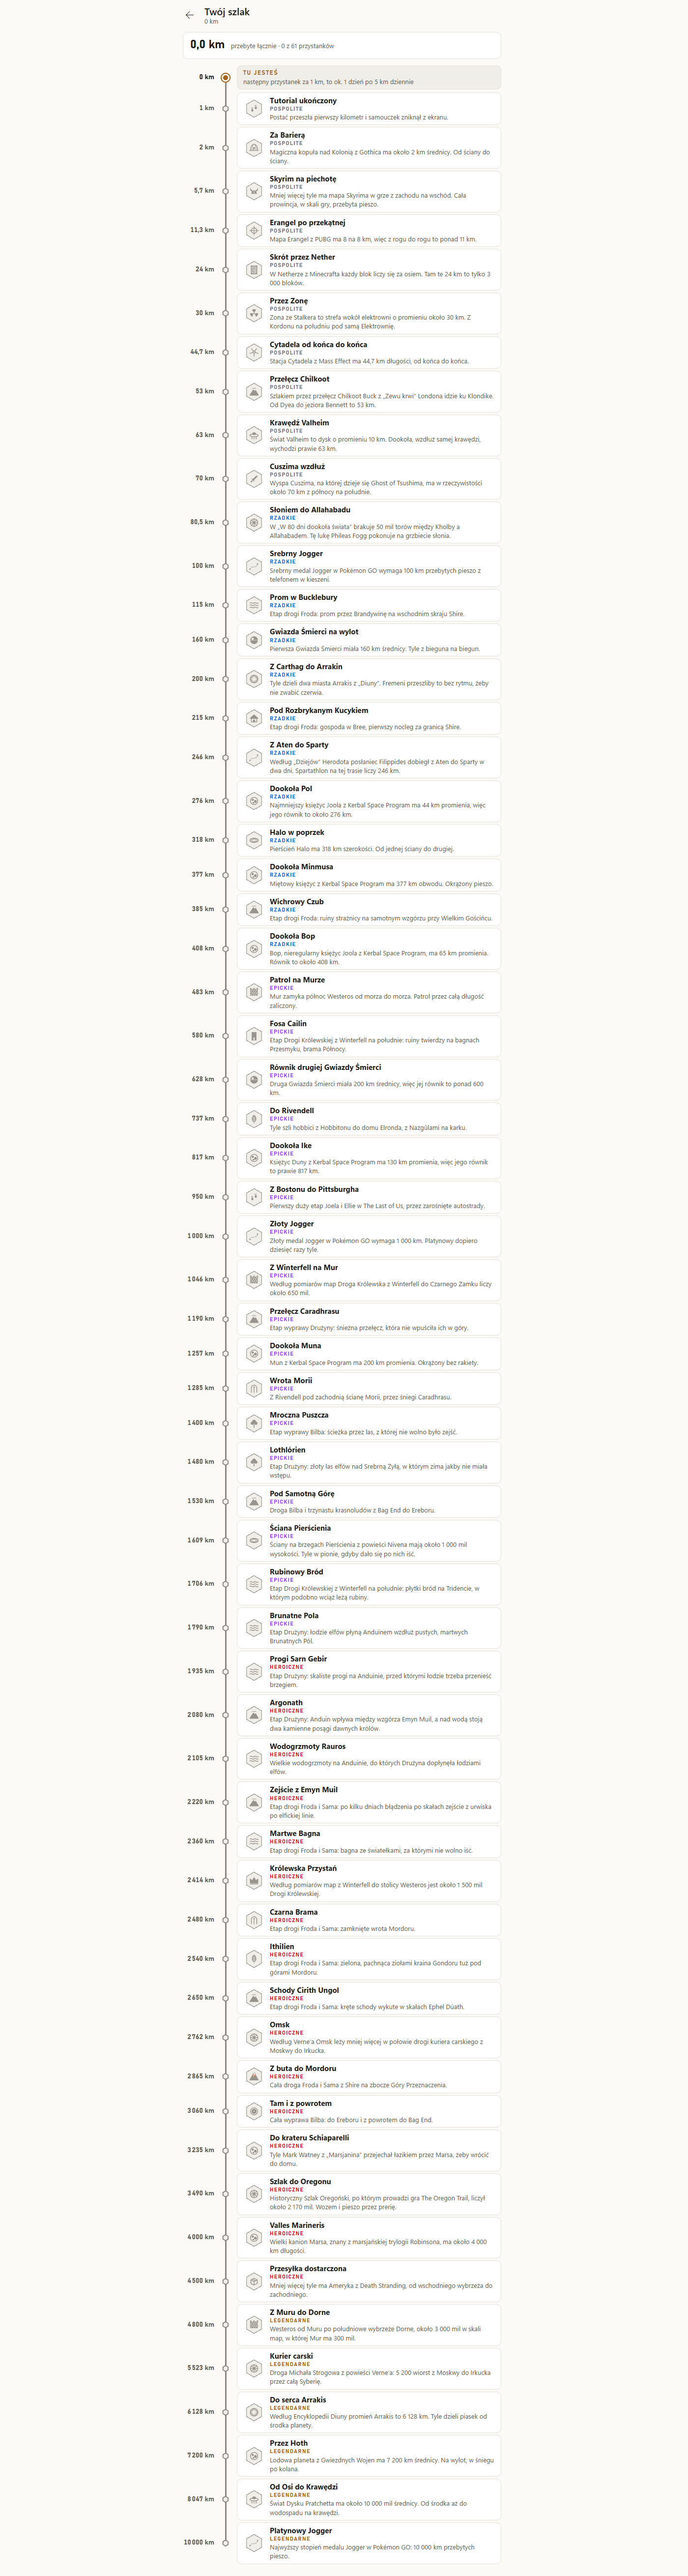 Twój szlak
0 km
0,0 km przebyte łącznie · 0 z 61 przystanków
0 km
TU JESTEŚ
następny przystanek za 1 km, to ok. 1 dzień po 5 km dziennie
1 km
Tutorial ukończony
POSPOLITE
Postać przeszła pierwszy kilometr i samouczek zniknął z ekranu.
2 km
Za Barierą
POSPOLITE
Magiczna kopuła nad Kolonią z Gothica ma około 2 km średnicy. Od ściany do
ściany.
5,7 km
Skyrim na piechotę
POSPOLITE
Mniej więcej tyle ma mapa Skyrima w grze z zachodu na wschód. Cała
prowincja, w skali gry, przebyta pieszo.
11,3 km
Erangel po przekątnej
POSPOLITE
Mapa Erangel z PUBG ma 8 na 8 km, więc z rogu do rogu to ponad 11 km.
24 km
Skrót przez Nether
POSPOLITE
W Netherze z Minecrafta każdy blok liczy się za osiem. Tam te 24 km to tylko 3
000 bloków.
30 km
Przez Zonę
POSPOLITE
Zona ze Stalkera to strefa wokół elektrowni o promieniu około 30 km. Z
Kordonu na południu pod samą Elektrownię.
44,7 km
Cytadela od końca do końca
POSPOLITE
Stacja Cytadela z Mass Effect ma 44,7 km długości, od końca do końca.
53 km
Przełęcz Chilkoot
POSPOLITE
Szlakiem przez przełęcz Chilkoot Buck z „Zewu krwi" Londona idzie ku Klondike.
Od Dyea do jeziora Bennett to 53 km.
63 km
Krawędź Valheim
POSPOLITE
Świat Valheim to dysk o promieniu 10 km. Dookoła, wzdłuż samej krawędzi,
wychodzi prawie 63 km.
70 km
Cuszima wzdłuż
POSPOLITE
Wyspa Cuszima, na której dzieje się Ghost of Tsushima, ma w rzeczywistości
około 70 km z północy na południe.
80,5 km
Słoniem do Allahabadu
RZADKIE
W „W 80 dni dookoła świata" brakuje 50 mil torów między Kholby a
Allahabadem. Tę lukę Phileas Fogg pokonuje na grzbiecie słonia.
100 km
Srebrny Jogger
RZADKIE
Srebrny medal Jogger w Pokémon GO wymaga 100 km przebytych pieszo z
telefonem w kieszeni.
115 km
Prom w Bucklebury
RZADKIE
Etap drogi Froda: prom przez Brandywinę na wschodnim skraju Shire.
160 km
Gwiazda Śmierci na wylot
RZADKIE
Pierwsza Gwiazda Śmierci miała 160 km średnicy. Tyle z bieguna na biegun.
200 km
Z Carthag do Arrakin
RZADKIE
Tyle dzieli dwa miasta Arrakis z „Diuny". Fremeni przeszliby to bez rytmu, żeby
nie zwabić czerwia.
215 km
Pod Rozbrykanym Kucykiem
RZADKIE
Etap drogi Froda: gospoda w Bree, pierwszy nocleg za granicą Shire.
246 km
Z Aten do Sparty
RZADKIE
Według „Dziejów" Herodota posłaniec Filippides dobiegł z Aten do Sparty w
dwa dni. Spartathlon na tej trasie liczy 246 km.
276 km
Dookoła Pol
RZADKIE
Najmniejszy księżyc Joola z Kerbal Space Program ma 44 km promienia, więc
jego równik to około 276 km.
318 km
Halo w poprzek
RZADKIE
Pierścień Halo ma 318 km szerokości. Od jednej ściany do drugiej.
377 km
Dookoła Minmusa
RZADKIE
Miętowy księżyc z Kerbal Space Program ma 377 km obwodu. Okrążony pieszo.
385 km
Wichrowy Czub
RZADKIE
Etap drogi Froda: ruiny strażnicy na samotnym wzgórzu przy Wielkim Gościńcu.
408 km
Dookoła Bop
RZADKIE
Bop, nieregularny księżyc Joola z Kerbal Space Program, ma 65 km promienia.
Równik to około 408 km.
483 km
Patrol na Murze
EPICKIE
Mur zamyka północ Westeros od morza do morza. Patrol przez całą długość
zaliczony.
580 km
Fosa Cailin
EPICKIE
Etap Drogi Królewskiej z Winterfell na południe: ruiny twierdzy na bagnach
Przesmyku, brama Północy.
628 km
Równik drugiej Gwiazdy Śmierci
EPICKIE
Druga Gwiazda Śmierci miała 200 km średnicy, więc jej równik to ponad 600
km.
737 km
Do Rivendell
EPICKIE
Tyle szli hobbici z Hobbitonu do domu Elronda, z Nazgûlami na karku.
817 km
Dookoła Ike
EPICKIE
Księżyc Duny z Kerbal Space Program ma 130 km promienia, więc jego równik
to prawie 817 km.
950 km
Z Bostonu do Pittsburgha
EPICKIE
Pierwszy duży etap Joela i Ellie w The Last of Us, przez zarośnięte autostrady.
1 000 km
Złoty Jogger
EPICKIE
Złoty medal Jogger w Pokémon GO wymaga 1 000 km. Platynowy dopiero
dziesięć razy tyle.
1 046 km
Z Winterfell na Mur
EPICKIE
Według pomiarów map Droga Królewska z Winterfell do Czarnego Zamku liczy
około 650 mil.
1 190 km
Przełęcz Caradhrasu
EPICKIE
Etap wyprawy Drużyny: śnieżna przełęcz, która nie wpuściła ich w góry.
1 257 km
Dookoła Muna
EPICKIE
Mun z Kerbal Space Program ma 200 km promienia. Okrążony bez rakiety.
1 285 km
Wrota Morii
EPICKIE
Z Rivendell pod zachodnią ścianę Morii, przez śniegi Caradhrasu.
1 400 km
Mroczna Puszcza
EPICKIE
Etap wyprawy Bilba: ścieżka przez las, z której nie wolno było zejść.
1 480 km
Lothlórien
EPICKIE
Etap Drużyny: złoty las elfów nad Srebrną Żyłą, w którym zima jakby nie miała
wstępu.
1 530 km
Pod Samotną Górę
EPICKIE
Droga Bilba i trzynastu krasnoludów z Bag End do Ereboru.
1 609 km
Ściana Pierścienia
EPICKIE
Ściany na brzegach Pierścienia z powieści Nivena mają około 1 000 mil
wysokości. Tyle w pionie, gdyby dało się po nich iść.
1 706 km
Rubinowy Bród
EPICKIE
Etap Drogi Królewskiej z Winterfell na południe: płytki bród na Tridencie, w
którym podobno wciąż leżą rubiny.
1 790 km
Brunatne Pola
EPICKIE
Etap Drużyny: łodzie elfów płyną Anduinem wzdłuż pustych, martwych
Brunatnych Pól.
1 935 km
Progi Sarn Gebir
HEROICZNE
Etap Drużyny: skaliste progi na Anduinie, przed którymi łodzie trzeba przenieść
brzegiem.
2 080 km
Argonath
HEROICZNE
Etap Drużyny: Anduin wpływa między wzgórza Emyn Muil, a nad wodą stoją
dwa kamienne posągi dawnych królów.
2 105 km
Wodogrzmoty Rauros
HEROICZNE
Wielkie wodogrzmoty na Anduinie, do których Drużyna dopłynęła łodziami
elfów.
2 220 km
Zejście z Emyn Muil
HEROICZNE
Etap drogi Froda i Sama: po kilku dniach błądzenia po skałach zejście z urwiska
po elfickiej linie.
2 360 km
Martwe Bagna
HEROICZNE
Etap drogi Froda i Sama: bagna ze światełkami, za którymi nie wolno iść.
2 414 km
Królewska Przystań
HEROICZNE
Według pomiarów map z Winterfell do stolicy Westeros jest około 1 500 mil
Drogi Królewskiej.
2 480 km
Czarna Brama
HEROICZNE
Etap drogi Froda i Sama: zamknięte wrota Mordoru.
2 540 km
Ithilien
HEROICZNE
Etap drogi Froda i Sama: zielona, pachnąca ziołami kraina Gondoru tuż pod
górami Mordoru.
2 650 km
Schody Cirith Ungol
HEROICZNE
Etap drogi Froda i Sama: kręte schody wykute w skałach Ephel Dúath.
2 762 km
Omsk
HEROICZNE
Według Verne'a Omsk leży mniej więcej w połowie drogi kuriera carskiego z
Moskwy do Irkucka.
2 865 km
Z buta do Mordoru
HEROICZNE
Cała droga Froda i Sama z Shire na zbocze Góry Przeznaczenia.
3 060 km
Tam i z powrotem
HEROICZNE
Cała wyprawa Bilba: do Ereboru i z powrotem do Bag End.
3 235 km
Do krateru Schiaparelli
HEROICZNE
Tyle Mark Watney z „Marsjanina" przejechał łazikiem przez Marsa, żeby wrócić
do domu.
3 490 km
Szlak do Oregonu
HEROICZNE
Historyczny Szlak Oregoński, po którym prowadzi gra The Oregon Trail, liczył
około 2 170 mil. Wozem i pieszo przez prerię.
4 000 km
Valles Marineris
HEROICZNE
Wielki kanion Marsa, znany z marsjańskiej trylogii Robinsona, ma około 4 000
km długości.
4 500 km
Przesyłka dostarczona
HEROICZNE
Mniej więcej tyle ma Ameryka z Death Stranding, od wschodniego wybrzeża do
zachodniego.
4 800 km
Z Muru do Dorne
LEGENDARNE
Westeros od Muru po południowe wybrzeże Dorne, około 3 000 mil w skali
map, w której Mur ma 300 mil.
5 523 km
Kurier carski
LEGENDARNE
Droga Michała Strogowa z powieści Verne'a: 5 200 wiorst z Moskwy do Irkucka
przez całą Syberię.
6 128 km
Do serca Arrakis
LEGENDARNE
Według Encyklopedii Diuny promień Arrakis to 6 128 km. Tyle dzieli piasek od
środka planety.
7 200 km
Przez Hoth
LEGENDARNE
Lodowa planeta z Gwiezdnych Wojen ma 7 200 km średnicy. Na wylot, w śniegu
po kolana.
8 047 km
Od Osi do Krawędzi
LEGENDARNE
Świat Dysku Pratchetta ma około 10 000 mil średnicy. Od środka aż do
wodospadu na krawędzi.
10 000 km
Platynowy Jogger
LEGENDARNE
Najwyższy stopień medalu Jogger w Pokémon GO: 10 000 km przebytych
pieszo.